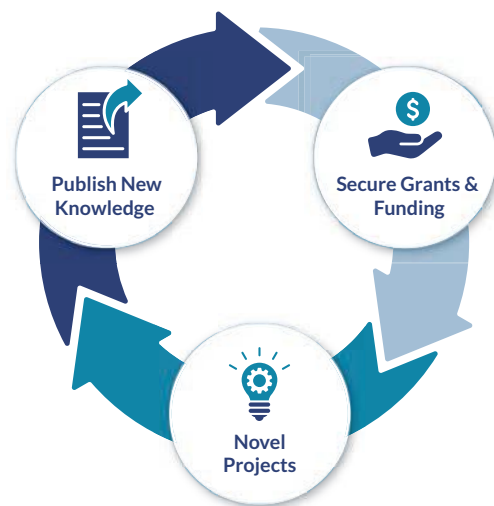 Publish New
Knowledge
$
Secure Grants &
Funding
Novel
Projects